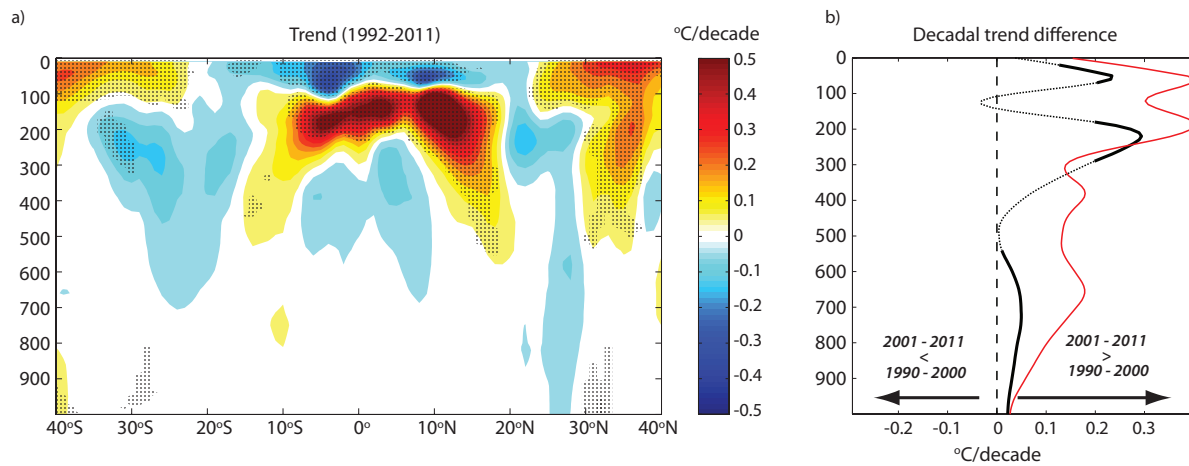 a)
Trend (1992-2011)
°C/decade
0
100
200
300
400
500
600
700
800
900
40°S
30°S
20°S
10°S
0°
10°N
20°N
30°N
40°N
0.5
0.4
0.3
0.2
0.1
0
-0.1
-0.2
-0.3
-0.4
-0.5
b)
Decadal trend difference
0
100
200
300
400
500
600
700
800
900
2001 - 2011
<
1990 - 2000
2001 - 2011
>
1990 - 2000
-0.2
-0.1
0
0.1
0.2
0.3
°C/decade